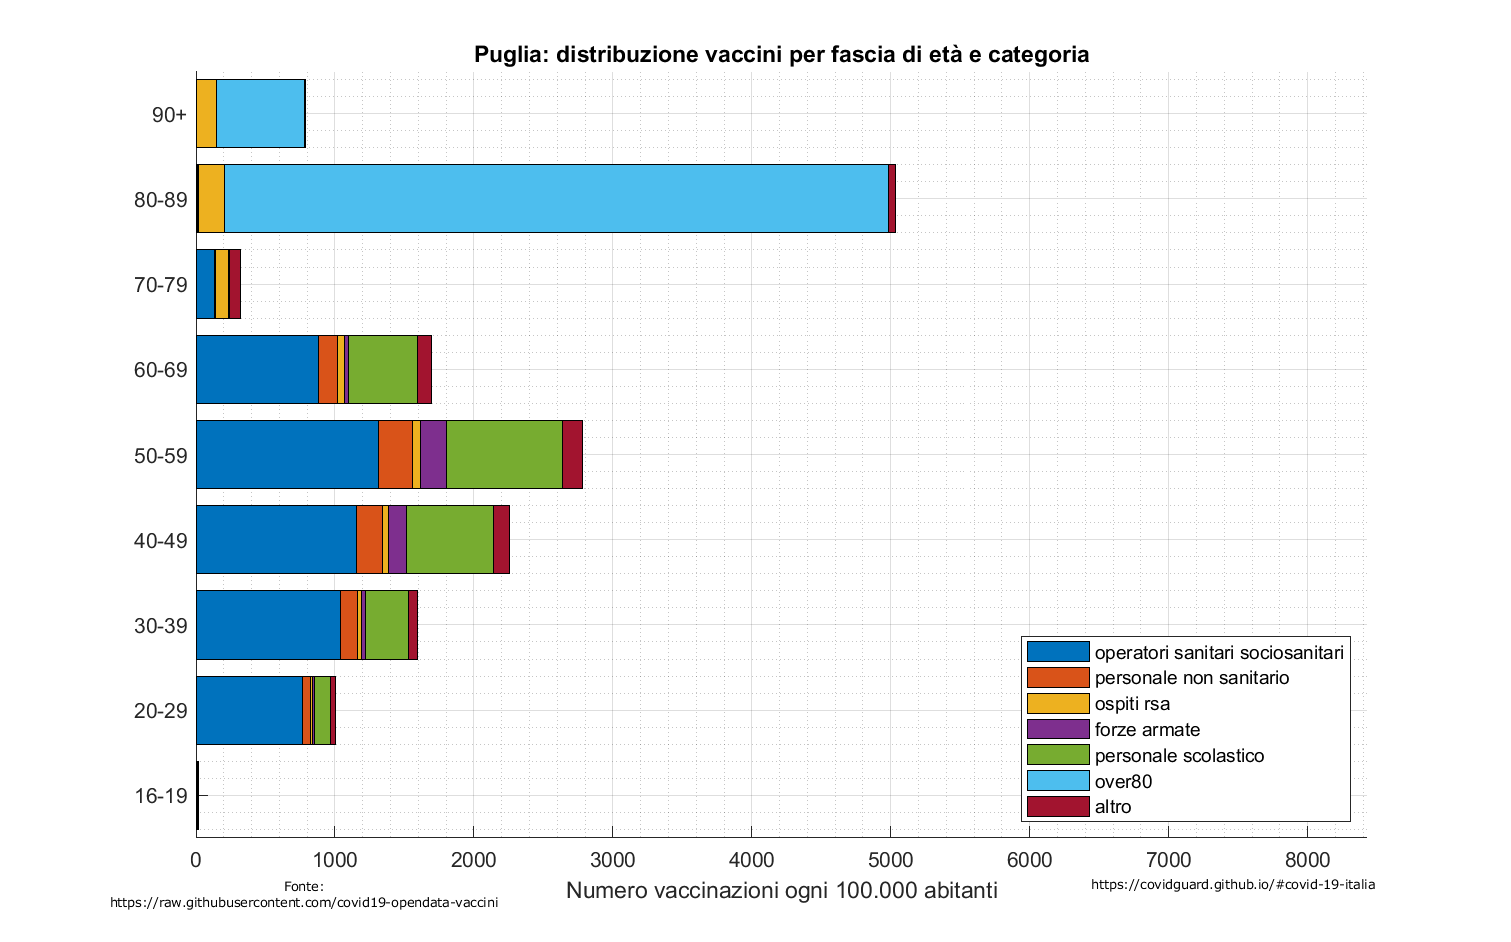 Puglia: distribuzione vaccini per fascia di età e categoria
90+
80-89
70-79
60-69
50-59
40-49
30-39
20-29
16-19
operatori sanitari sociosanitari
personale non sanitario
ospiti rsa
forze armate
personale scolastico
over80
altro
0 1000 2000 3000 4000 5000 6000 7000 8000
Numero vaccinazioni ogni 100.000 abitanti
Fonte:
https://raw.githubusercontent.com/covid19-opendata-vaccini
https://covidguard.github.io/#covid-19-italia